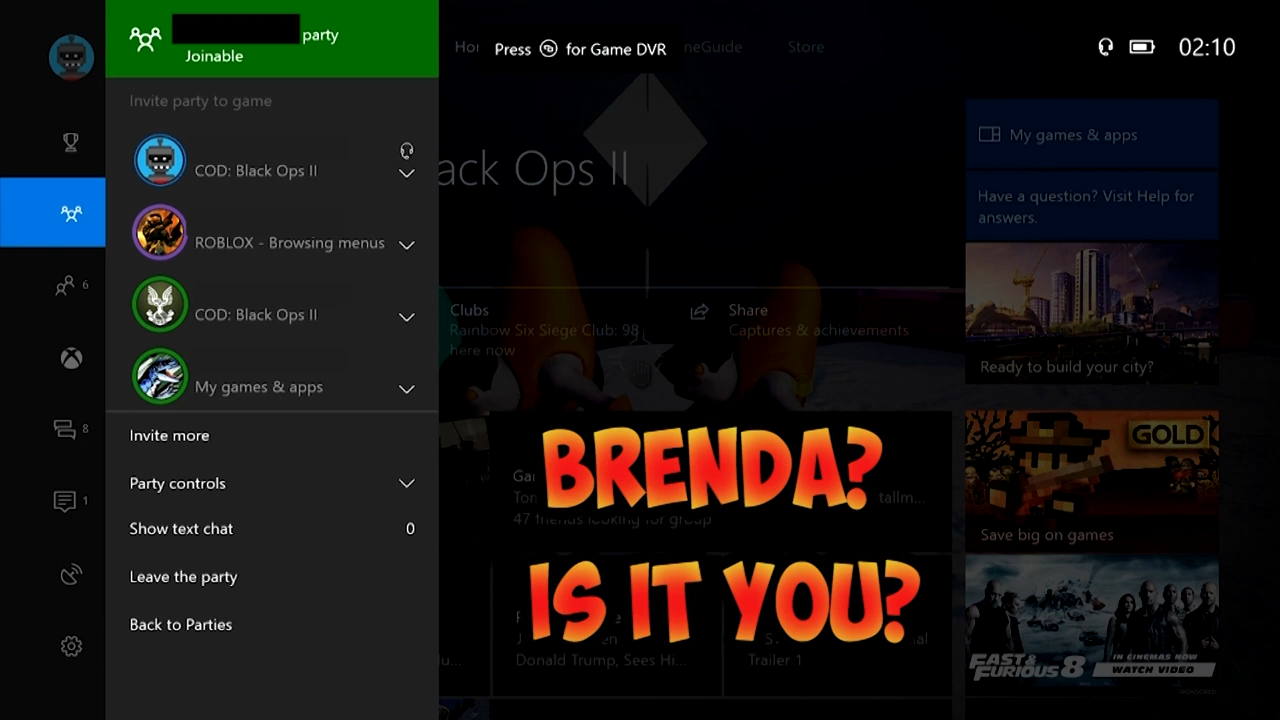 party
Joinable
Invite party to game
COD: Black Ops II
ROBLOX - Browsing menus
COD: Black Ops II
My games & apps
Invite more
Party controls
Show text chat 0
Leave the party
Back to Parties
6
8
1
Press for Game DVR
Store
02:10
ack Ops II
Clubs
Rainbow Six Siege Club: 98
here now
Share
Captures & achievements
My games & apps
Have a question? Visit Help for
answers.
Ready to build your city?
GOLD
Save big on games
BRENDA?
IS IT YOU?
47 friends looking for group
Donald Trump, Sees Hi...
Trailer 1
FAST &
FURIOUS 8
IN CINEMAS NOW
WATCH VIDEO